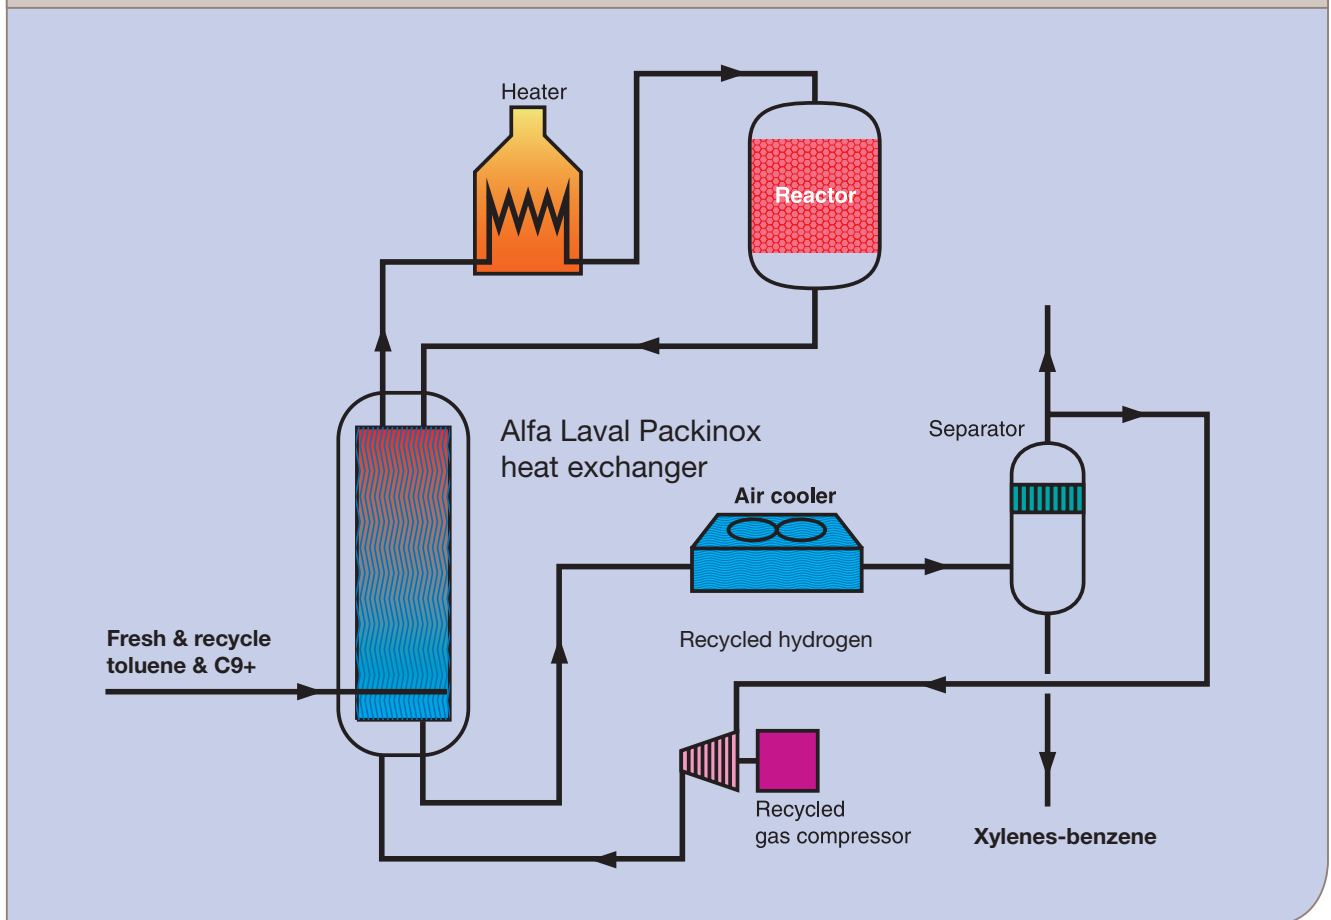 Heater
Reactor
Alfa Laval Packinox
heat exchanger
Separator
Air cooler
Fresh & recycle
toluene & C9+
Recycled hydrogen
Recycled
gas compressor
Xylenes-benzene